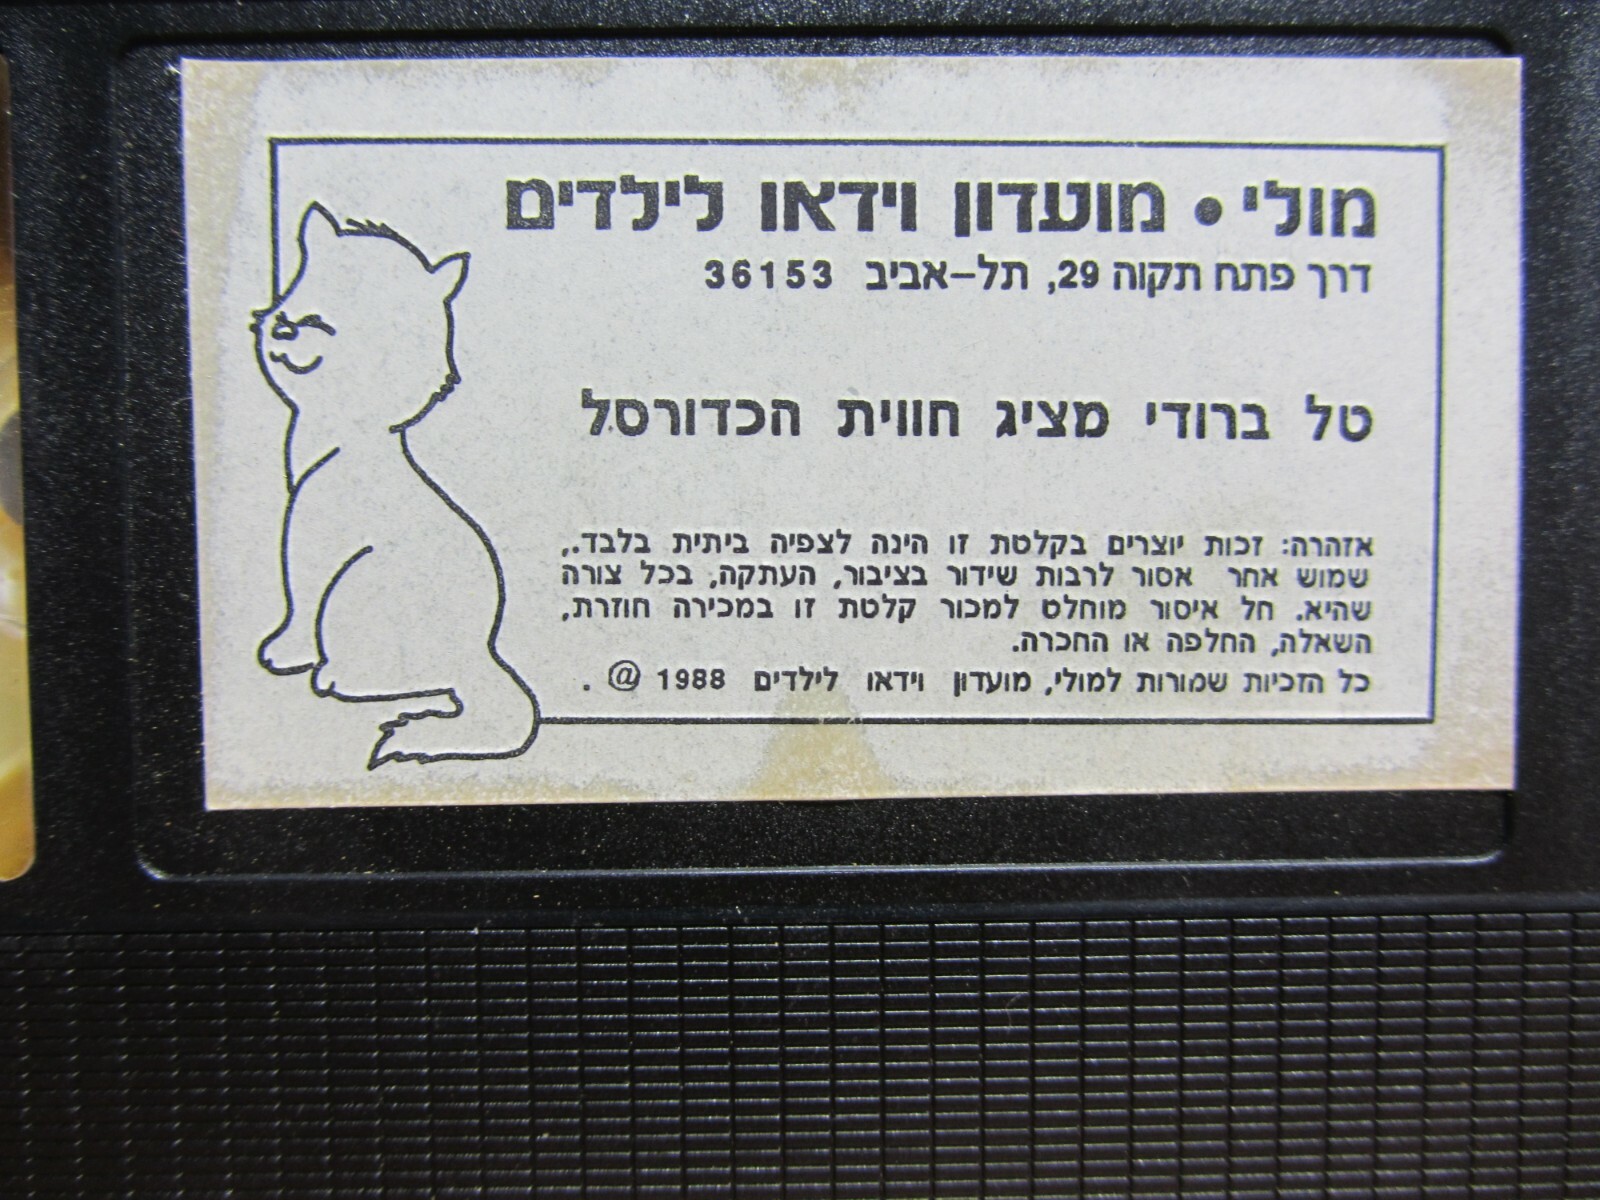 מולי • מועדון וידאו לילדים
דרך פתח תקוה 29, תל-אביב 36153
טל ברודי מציג חווית הכדורסל
אזהרה: זכות יוצרים בקלטת זו הינה לצפיה ביתית בלבד.,
שמוש אחר אסור לרבות שידור בציבור, העתקה, בכל צורה
שהיא. חל איסור מוחלט למכור קלטת זו במכירה חוזרת,
השאלה, החלפה או החכרה.
כל הזכיות שמורות למולי, מועדון וידאו לילדים 1988 @ .